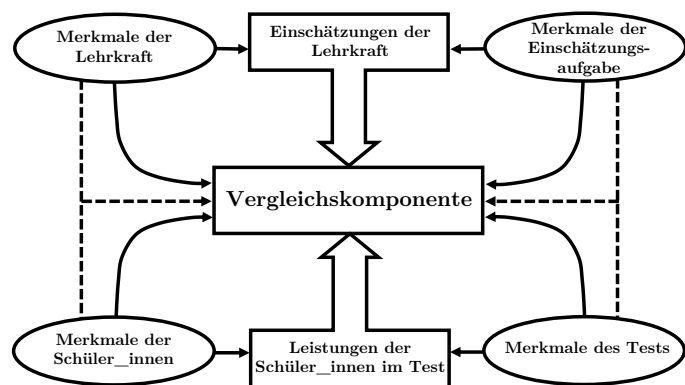 Merkmale der
Lehrkraft
Einschätzungen der
Lehrkraft
Merkmale der
Einschätzungs-
aufgabe
Vergleichskomponente
Merkmale der
Schüler_innen
Leistungen der
Schüler_innen im Test
Merkmale des Tests